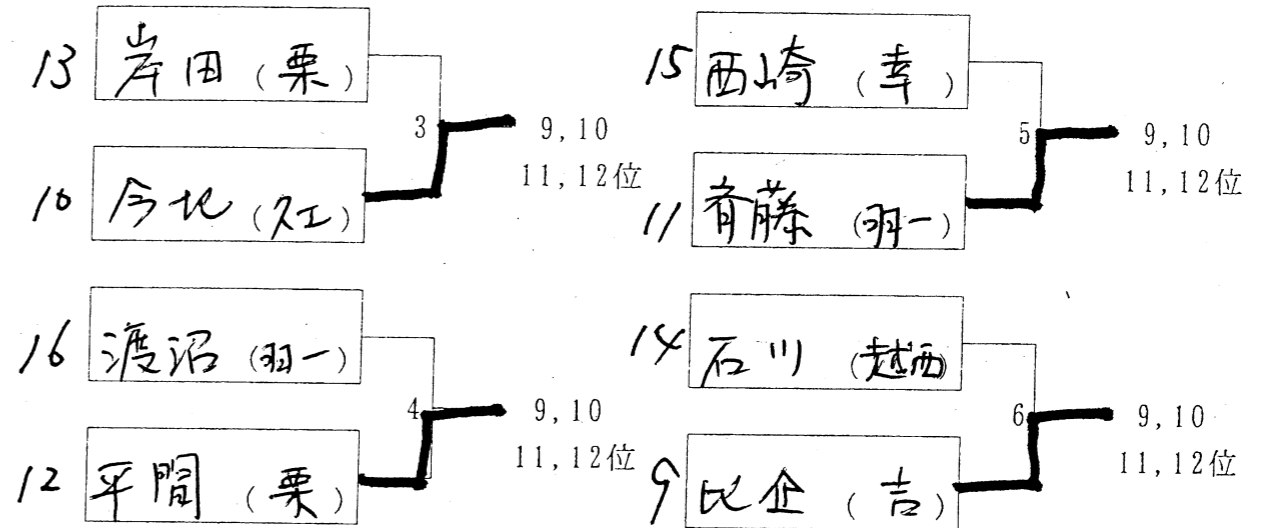 13 岸田 (栗)
3 9,10
11,12位
10 今地 (久工)
16 渡沼 (羽一)
4 9,10
11,12位
12 平間 (栗)
15 西崎 (幸)
5 9,10
11,12位
11 斉藤 (羽一)
14 石川 (越西)
6 9,10
11,12位
9 比企 (吉)